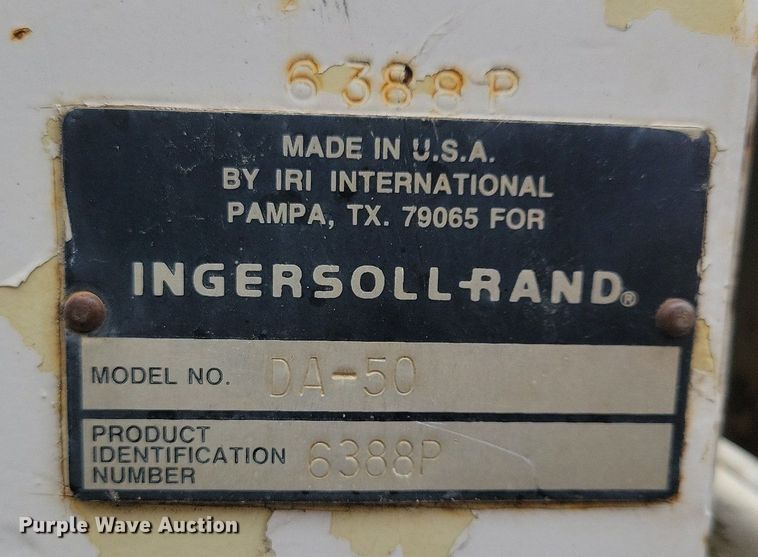 6388P
MADE IN U.S.A.
BY IRI INTERNATIONAL
PAMPA, TX. 79065 FOR
INGERSOLL-RAND®
MODEL NO. DA-50
PRODUCT
IDENTIFICATION
NUMBER 6388P
Purple Wave Auction